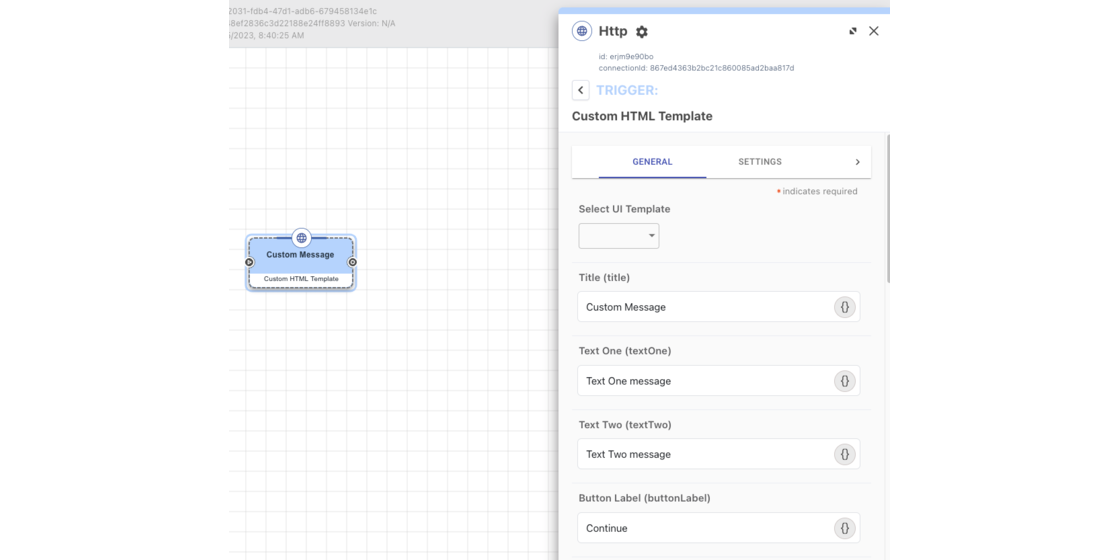 2031-fdb4-47d1-adb6-679458134e1c
8ef2836c3d22188e24ff8893 Version: N/A
/2023, 8:40:25 AM
Http
id: erjm9e90bo
connectionId: 867ed4363b2bc21c860085ad2baa817d
TRIGGER:
Custom HTML Template
GENERAL SETTINGS
* indicates required
Select UI Template
Title (title)
Custom Message {}
Text One (textOne)
Text One message {}
Text Two (textTwo)
Text Two message {}
Button Label (buttonLabel)
Continue {}
Custom Message
Custom HTML Template